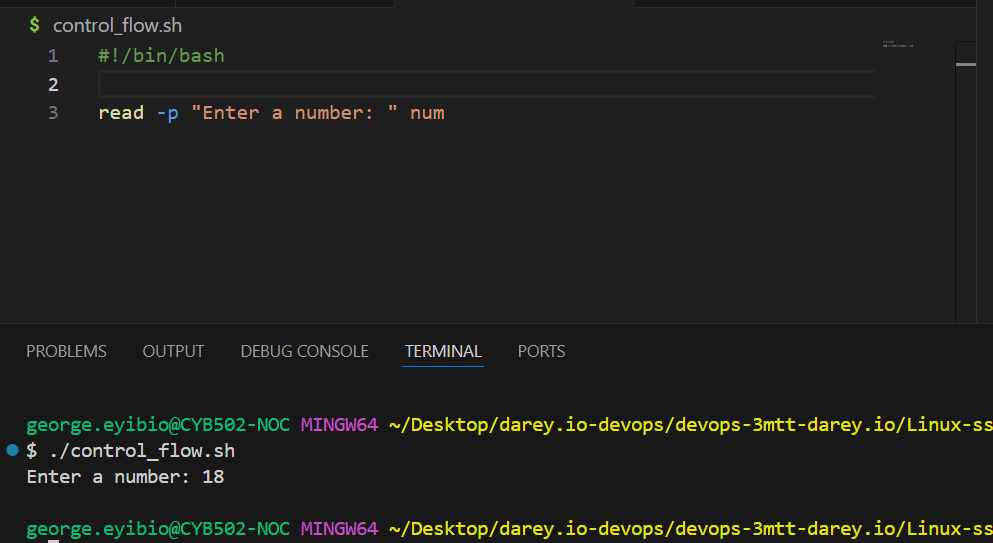 $ control_flow.sh
1 #!/bin/bash
2
3 read -p "Enter a number: " num
PROBLEMS OUTPUT DEBUG CONSOLE TERMINAL PORTS
george.eyibio@CYB502-NOC MINGW64 ~/Desktop/darey.io-devops/devops-3mtt-darey.io/Linux-ss
$ ./control_flow.sh
Enter a number: 18
george.eyibio@CYB502-NOC MINGW64 ~/Desktop/darey.io-devops/devops-3mtt-darey.io/Linux-ss